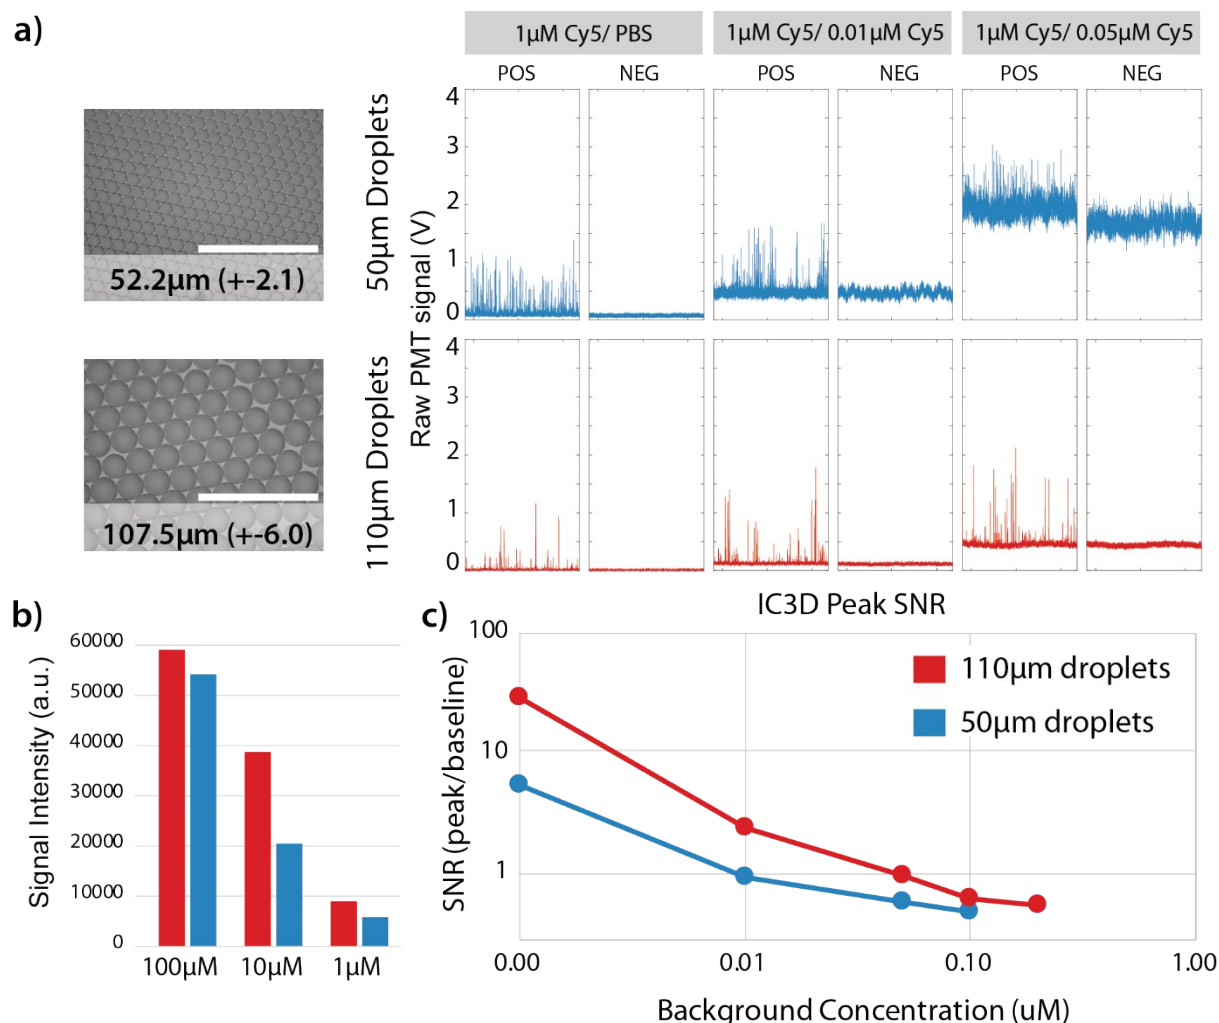 a)
1µM Cy5/ PBS
1µM Cy5/ 0.01µM Cy5
1µM Cy5/ 0.05µM Cy5
POS
NEG
POS
NEG
POS
NEG
50µm Droplets
52.2µm (+-2.1)
4
3
2
1
0
Raw PMT signal (V)
110µm Droplets
107.5µm (+-6.0)
4
3
2
1
0
b)
Signal Intensity (a.u.)
60000
50000
40000
30000
20000
10000
0
100µM
10µM
1µM
c)
IC3D Peak SNR
SNR (peak/baseline)
100
10
1
110µm droplets
50µm droplets
0.00
0.01
0.10
1.00
Background Concentration (uM)